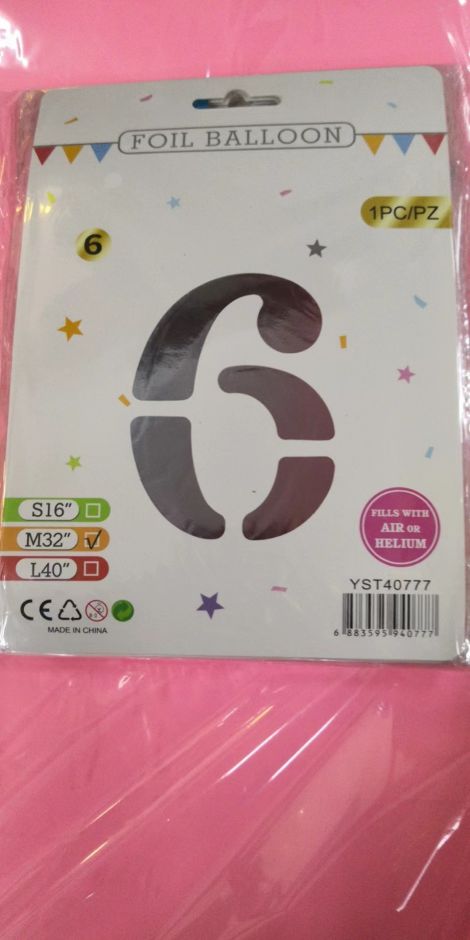 FOIL BALLOON
1PC/PZ
6
6
S16"
M32"
L40"
FILLS WITH
AIR OR
HELIUM
YST40777
CE
MADE IN CHINA
6 883595 940777